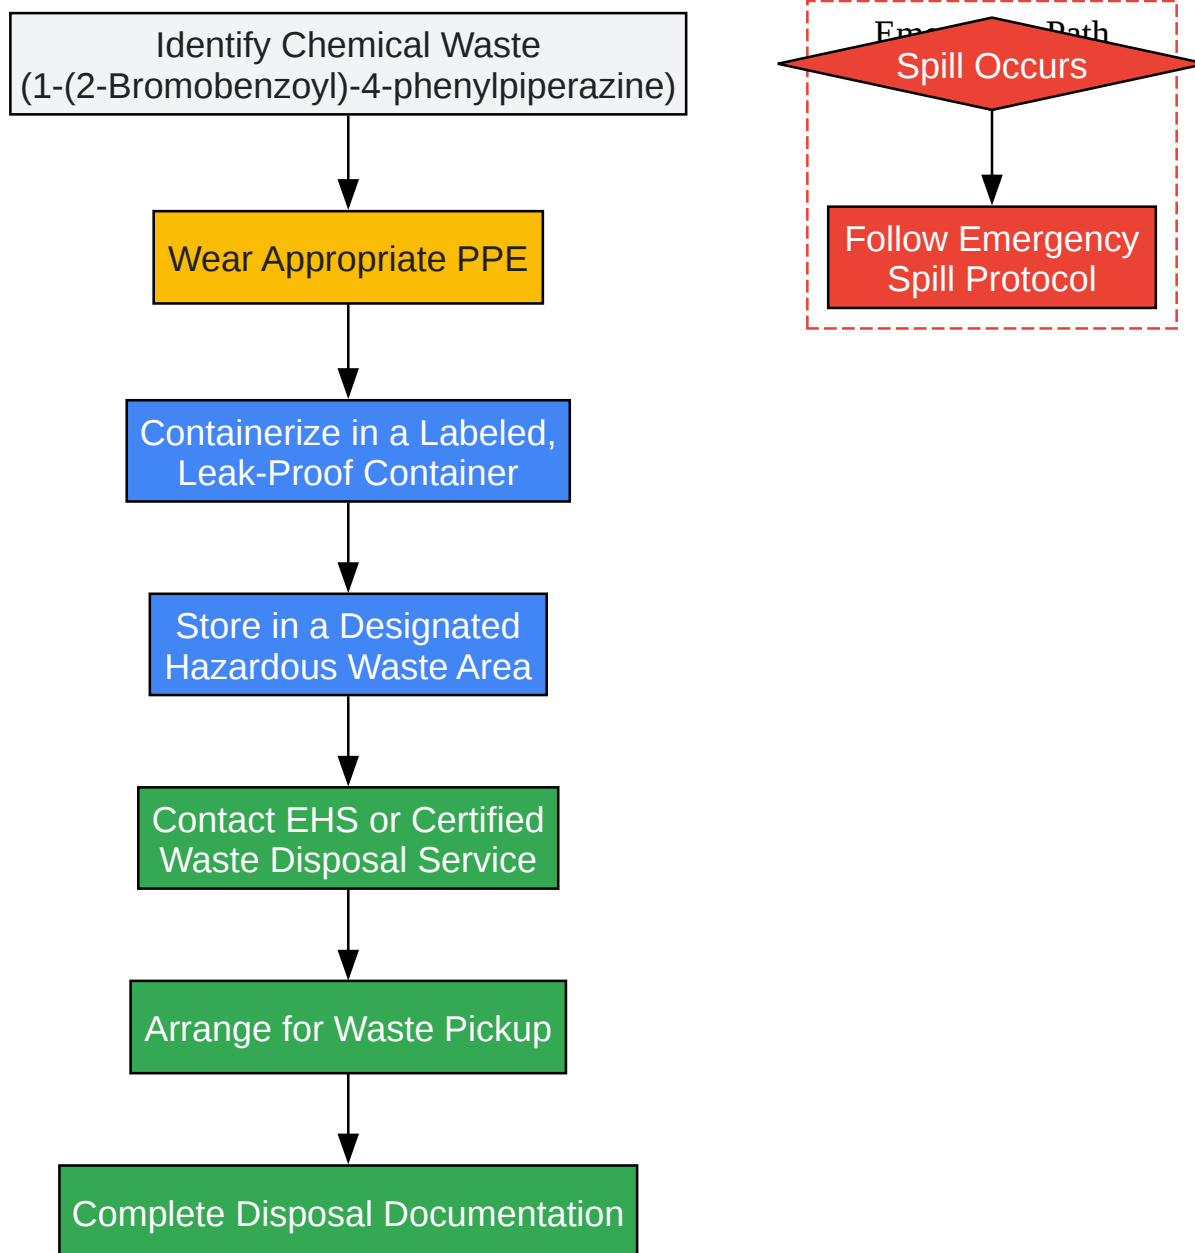 Identify Chemical Waste
(1-(2-Bromobenzoyl)-4-phenylpiperazine)
Wear Appropriate PPE
Containerize in a Labeled,
Leak-Proof Container
Store in a Designated
Hazardous Waste Area
Contact EHS or Certified
Waste Disposal Service
Arrange for Waste Pickup
Complete Disposal Documentation
Path
Spill Occurs
Follow Emergency
Spill Protocol